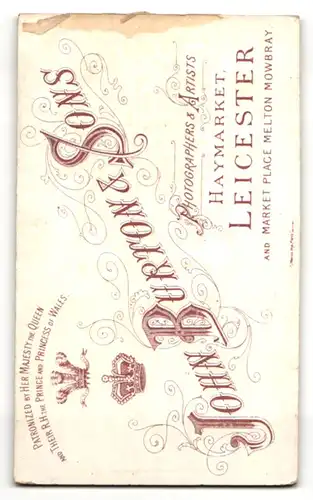 PATRONIZED BY HER MAJESTY THE QUEEN
AND THEIR R.H. THE PRINCE AND PRINCESS OF WALES.
JOHN BURTON & SONS
PHOTOGRAPHERS & ARTISTS
HAYMARKET,
LEICESTER
AND MARKET PLACE MELTON MOWBRAY